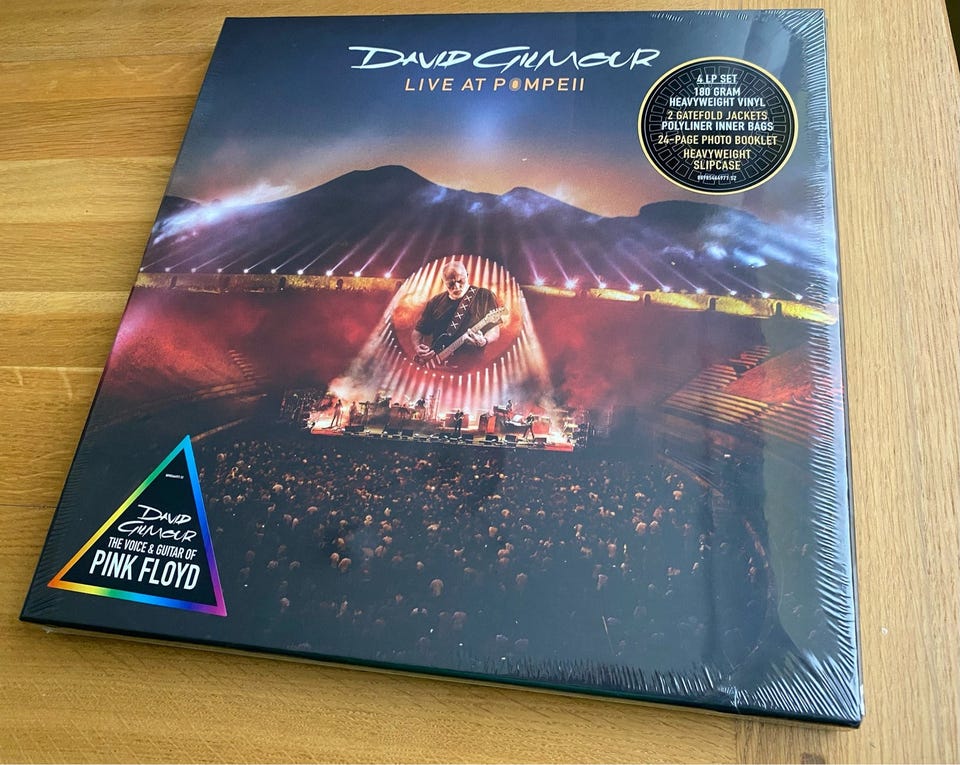 DAVID GILMOUR
LIVE AT POMPEII
4 LP SET
180 GRAM
HEAVYWEIGHT VINYL
2 GATEFOLD JACKETS
POLYLINER INNER BAGS
24-PAGE PHOTO BOOKLET
HEAVYWEIGHT
SLIPCASE
DAVID
GILMOUR
THE VOICE & GUITAR OF
PINK FLOYD